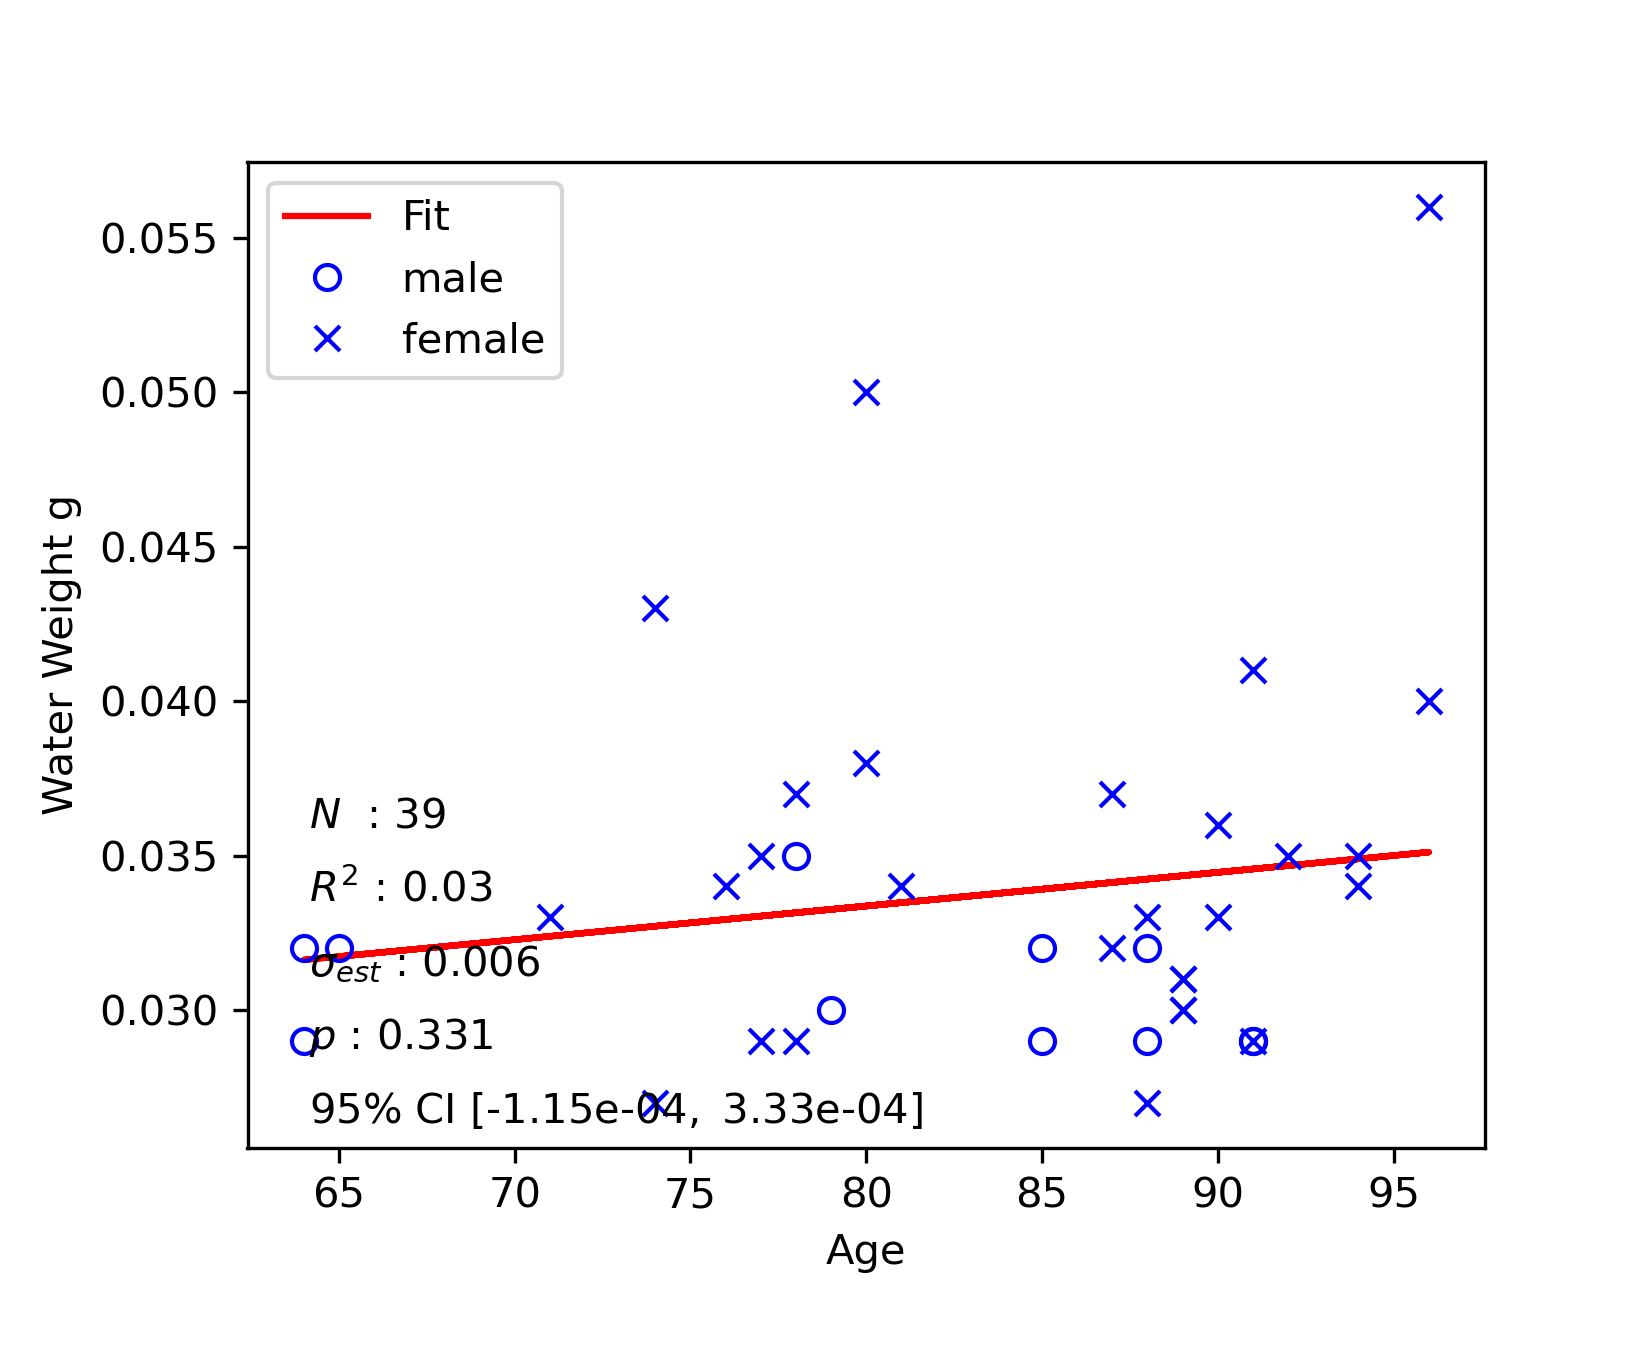 Fit
male
female
0.055
0.050
0.045
0.040
0.035
0.030
Water Weight g
N : 39
R² : 0.03
σest : 0.006
p : 0.331
95% CI [-1.15e-04, 3.33e-04]
65 70 75 80 85 90 95
Age